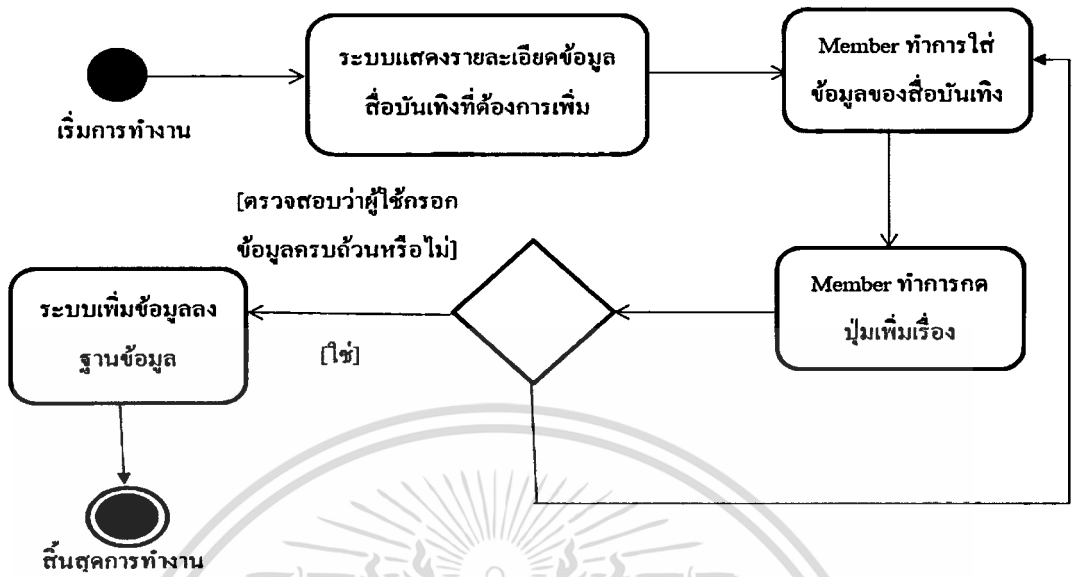 เริ่มการทำงาน
ระบบแสดงรายละเอียดข้อมูล
สื่อบันเทิงที่ต้องการเพิ่ม
Member ทำการใส่
ข้อมูลของสื่อบันเทิง
Member ทำการกด
ปุ่มเพิ่มเรื่อง
[ตรวจสอบว่าผู้ใช้กรอก
ข้อมูลครบถ้วนหรือไม่]
[ใช่]
ระบบเพิ่มข้อมูลลง
ฐานข้อมูล
สิ้นสุดการทำงาน